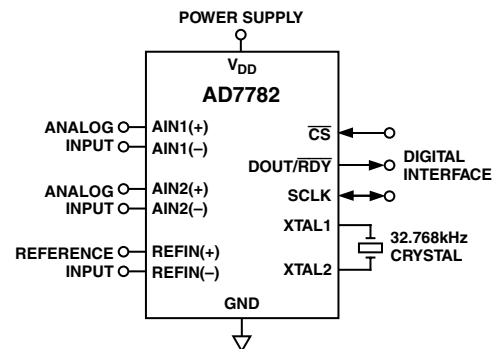 POWER SUPPLY
VDD
AD7782
ANALOG
INPUT
AIN1(+)
AIN1(–)
ANALOG
INPUT
AIN2(+)
AIN2(–)
REFERENCE
INPUT
REFIN(+)
REFIN(–)
CS
DOUT/RDY
SCLK
DIGITAL
INTERFACE
XTAL1
XTAL2
32.768kHz
CRYSTAL
GND